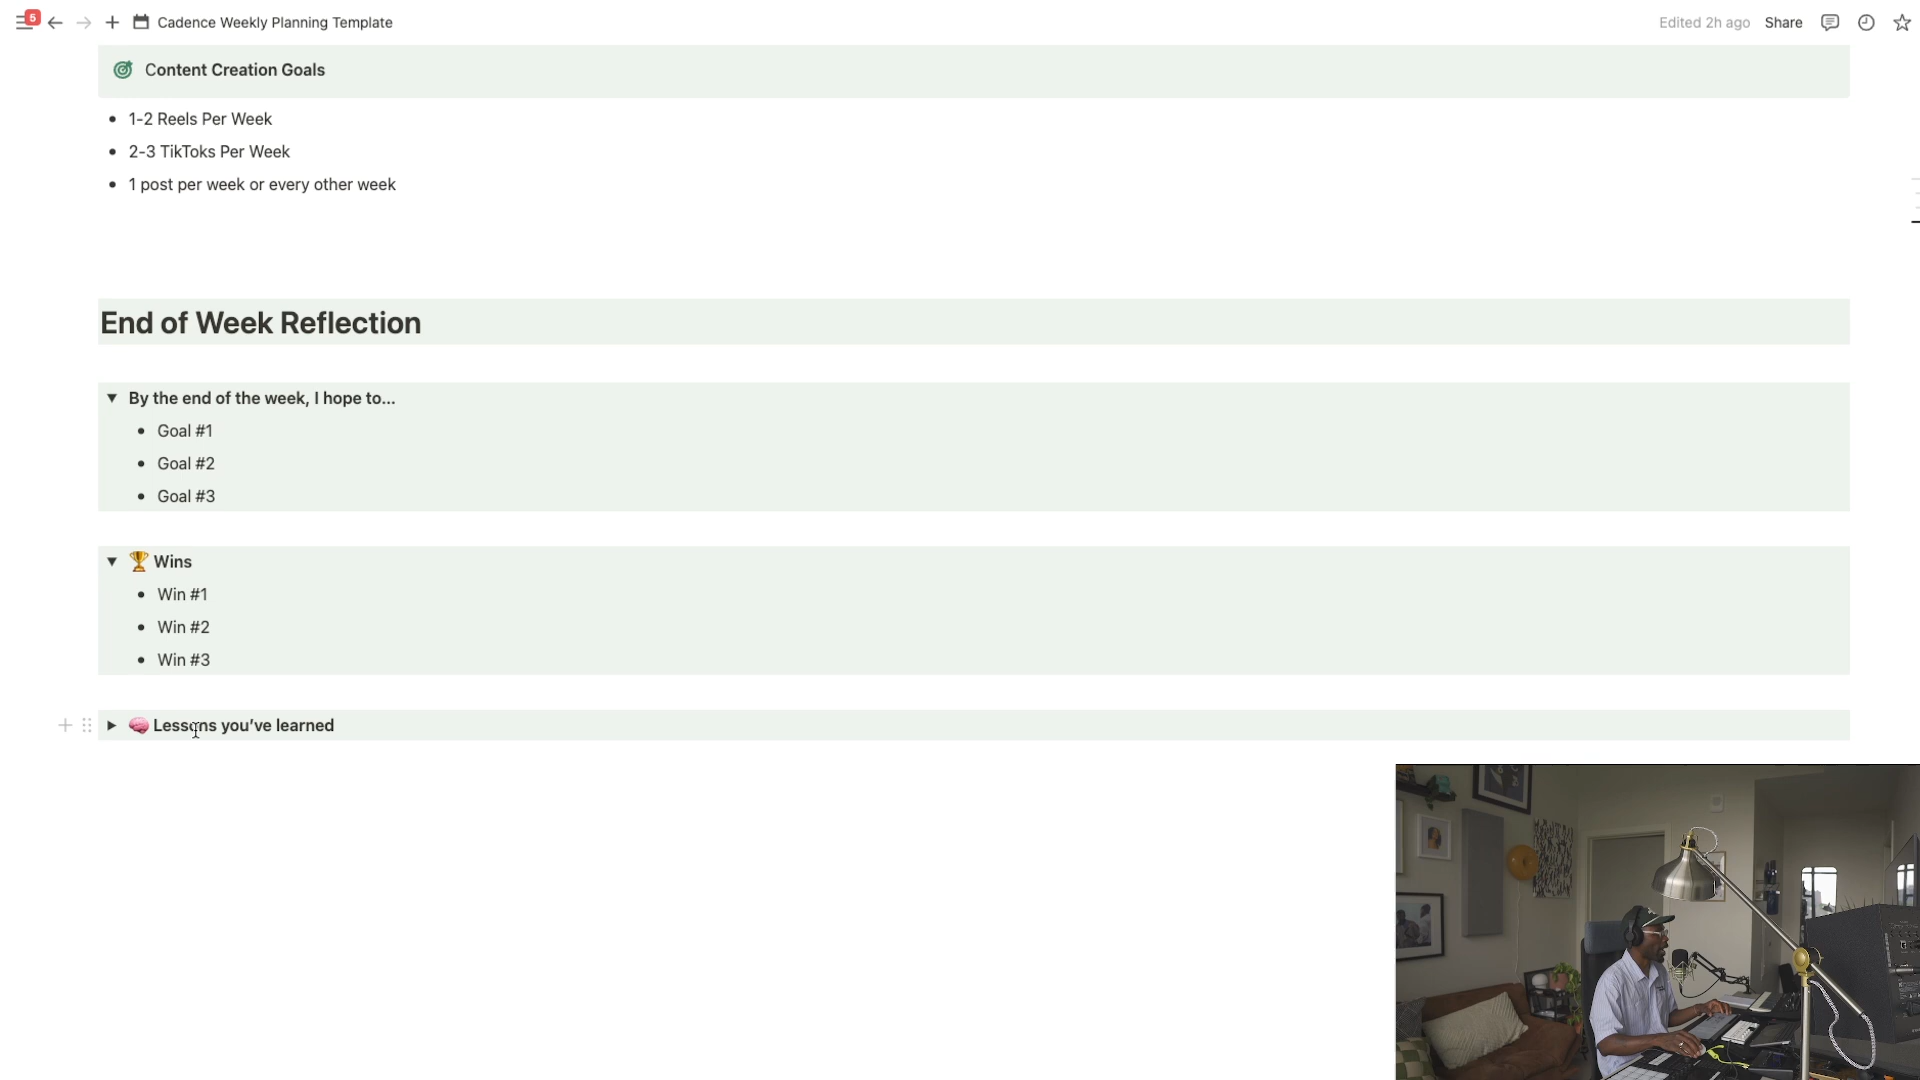 5
Cadence Weekly Planning Template
Edited 2h ago
Share
Content Creation Goals
1-2 Reels Per Week
2-3 TikToks Per Week
1 post per week or every other week
End of Week Reflection
By the end of the week, I hope to...
Goal #1
Goal #2
Goal #3
🏆 Wins
Win #1
Win #2
Win #3
🧠 Lessons you've learned